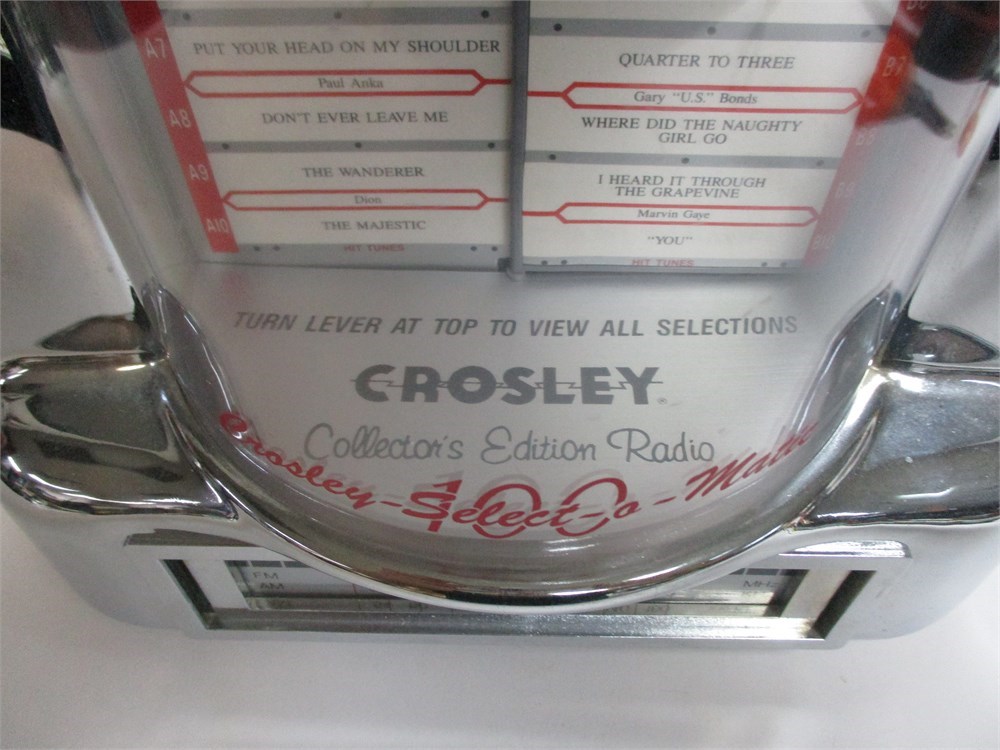 A7
PUT YOUR HEAD ON MY SHOULDER
Paul Anka
A8
DON'T EVER LEAVE ME
A9
THE WANDERER
Dion
A10
THE MAJESTIC
HIT TUNES
QUARTER TO THREE
B7
Gary "U.S." Bonds
WHERE DID THE NAUGHTY
GIRL GO
I HEARD IT THROUGH
THE GRAPEVINE
Marvin Gaye
"YOU"
HIT TUNES
TURN LEVER AT TOP TO VIEW ALL SELECTIONS
CROSLEY
Collector's Edition Radio
Crosley-Select-o-Matic
100
FM
AM
MHz